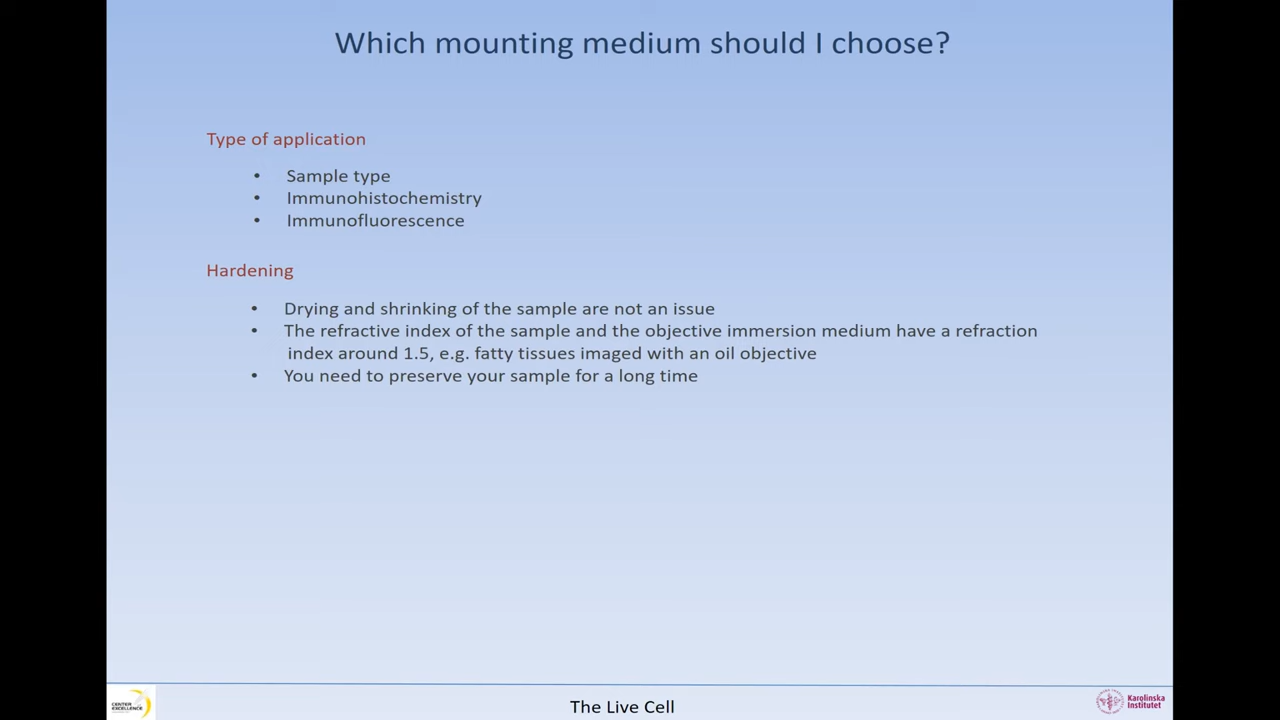 Which mounting medium should I choose?
Type of application
• Sample type
• Immunohistochemistry
• Immunofluorescence
Hardening
• Drying and shrinking of the sample are not an issue
• The refractive index of the sample and the objective immersion medium have a refraction
index around 1.5, e.g. fatty tissues imaged with an oil objective
• You need to preserve your sample for a long time
CENTER
EXCELLENCE
The Live Cell
Karolinska
Institutet